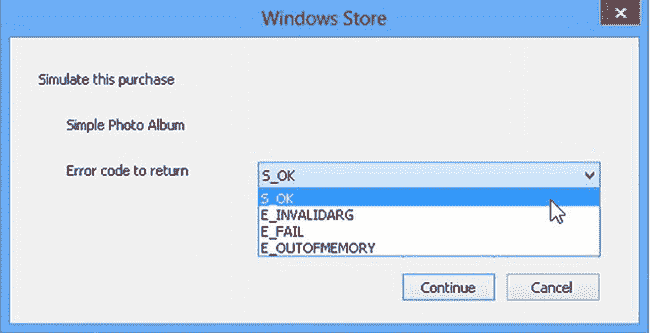 Windows Store
Simulate this purchase
Simple Photo Album
Error code to return
S_OK
S_OK
E_INVALIDARG
E_FAIL
E_OUTOFMEMORY
Continue Cancel